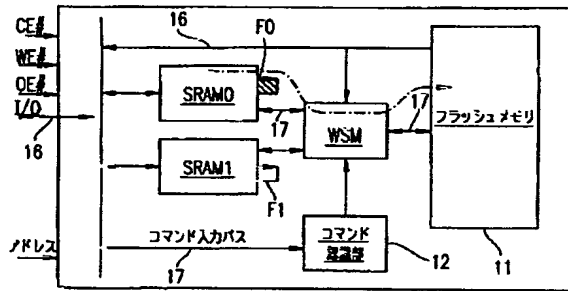 CE#
WE#
OE#
I/O
16
16
F0
SRAM0
17
WSM
17
フラッシュメモリ
SRAM1
F1
アドレス
コマンド入力バス
17
コマンド
認識部
12
11